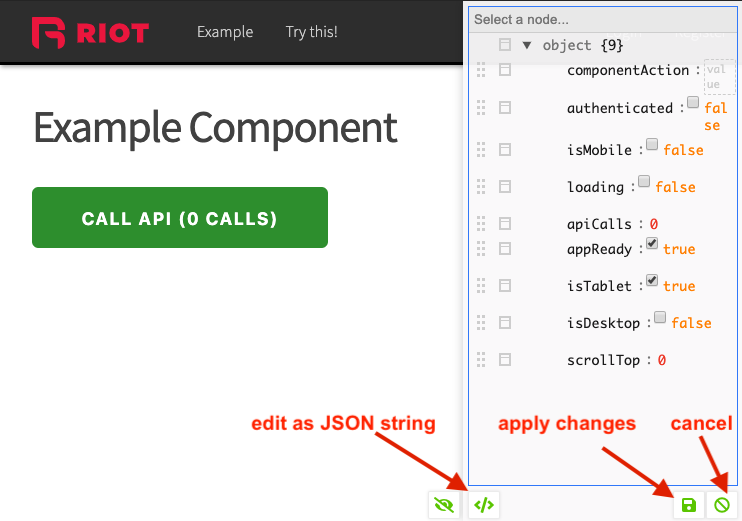 RIOT
Example
Try this!
Select a node...
object {9}
componentAction : value
authenticated : false
isMobile : false
loading : false
apiCalls : 0
appReady : true
isTablet : true
isDesktop : false
scrollTop : 0
Example Component
CALL API (0 CALLS)
edit as JSON string
apply changes
cancel